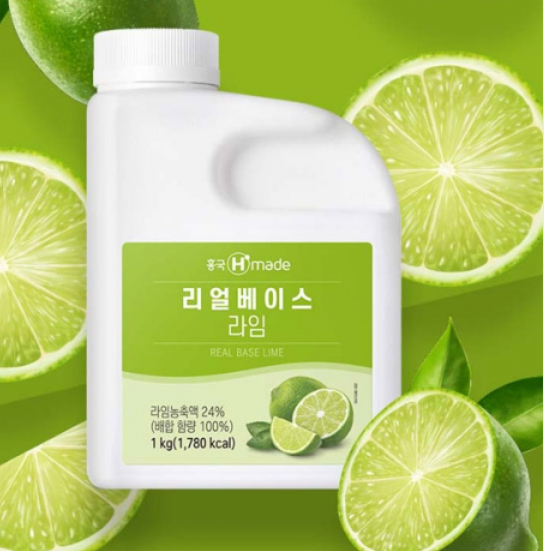 흥국 Hmade
리얼베이스
라임
REAL BASE LIME
라임농축액 24%
(배합 함량 100%)
1 kg(1,780 kcal)